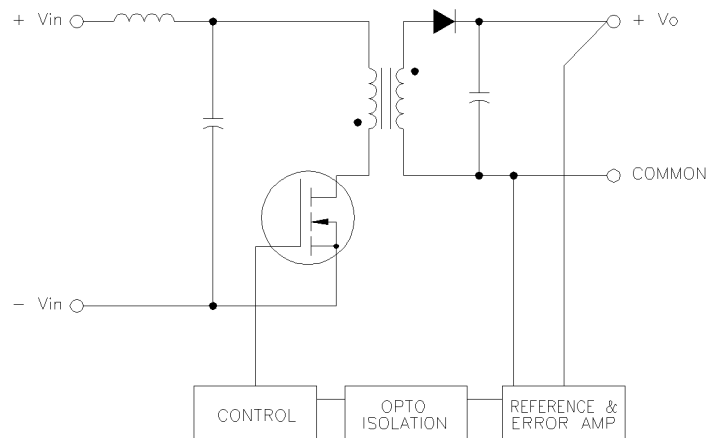 + Vin
+ Vo
COMMON
- Vin
CONTROL
OPTO
ISOLATION
REFERENCE &
ERROR AMP